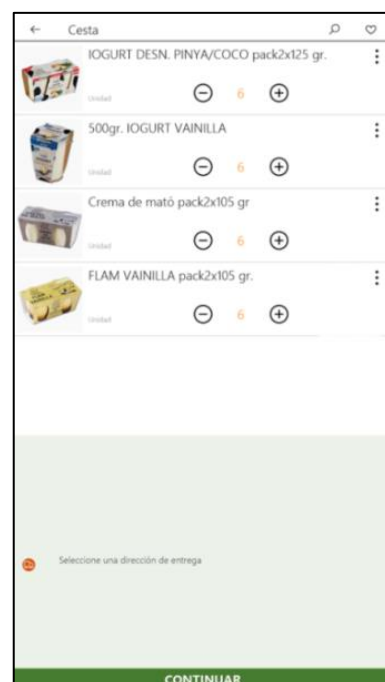 Cesta
IOGURT DESN. PINYA/COCO pack2x125 gr.
Unidad
6
500gr. IOGURT VAINILLA
Unidad
6
Crema de mató pack2x105 gr
Unidad
6
FLAM VAINILLA pack2x105 gr.
Unidad
6
Seleccione una dirección de entrega
CONTINUAR